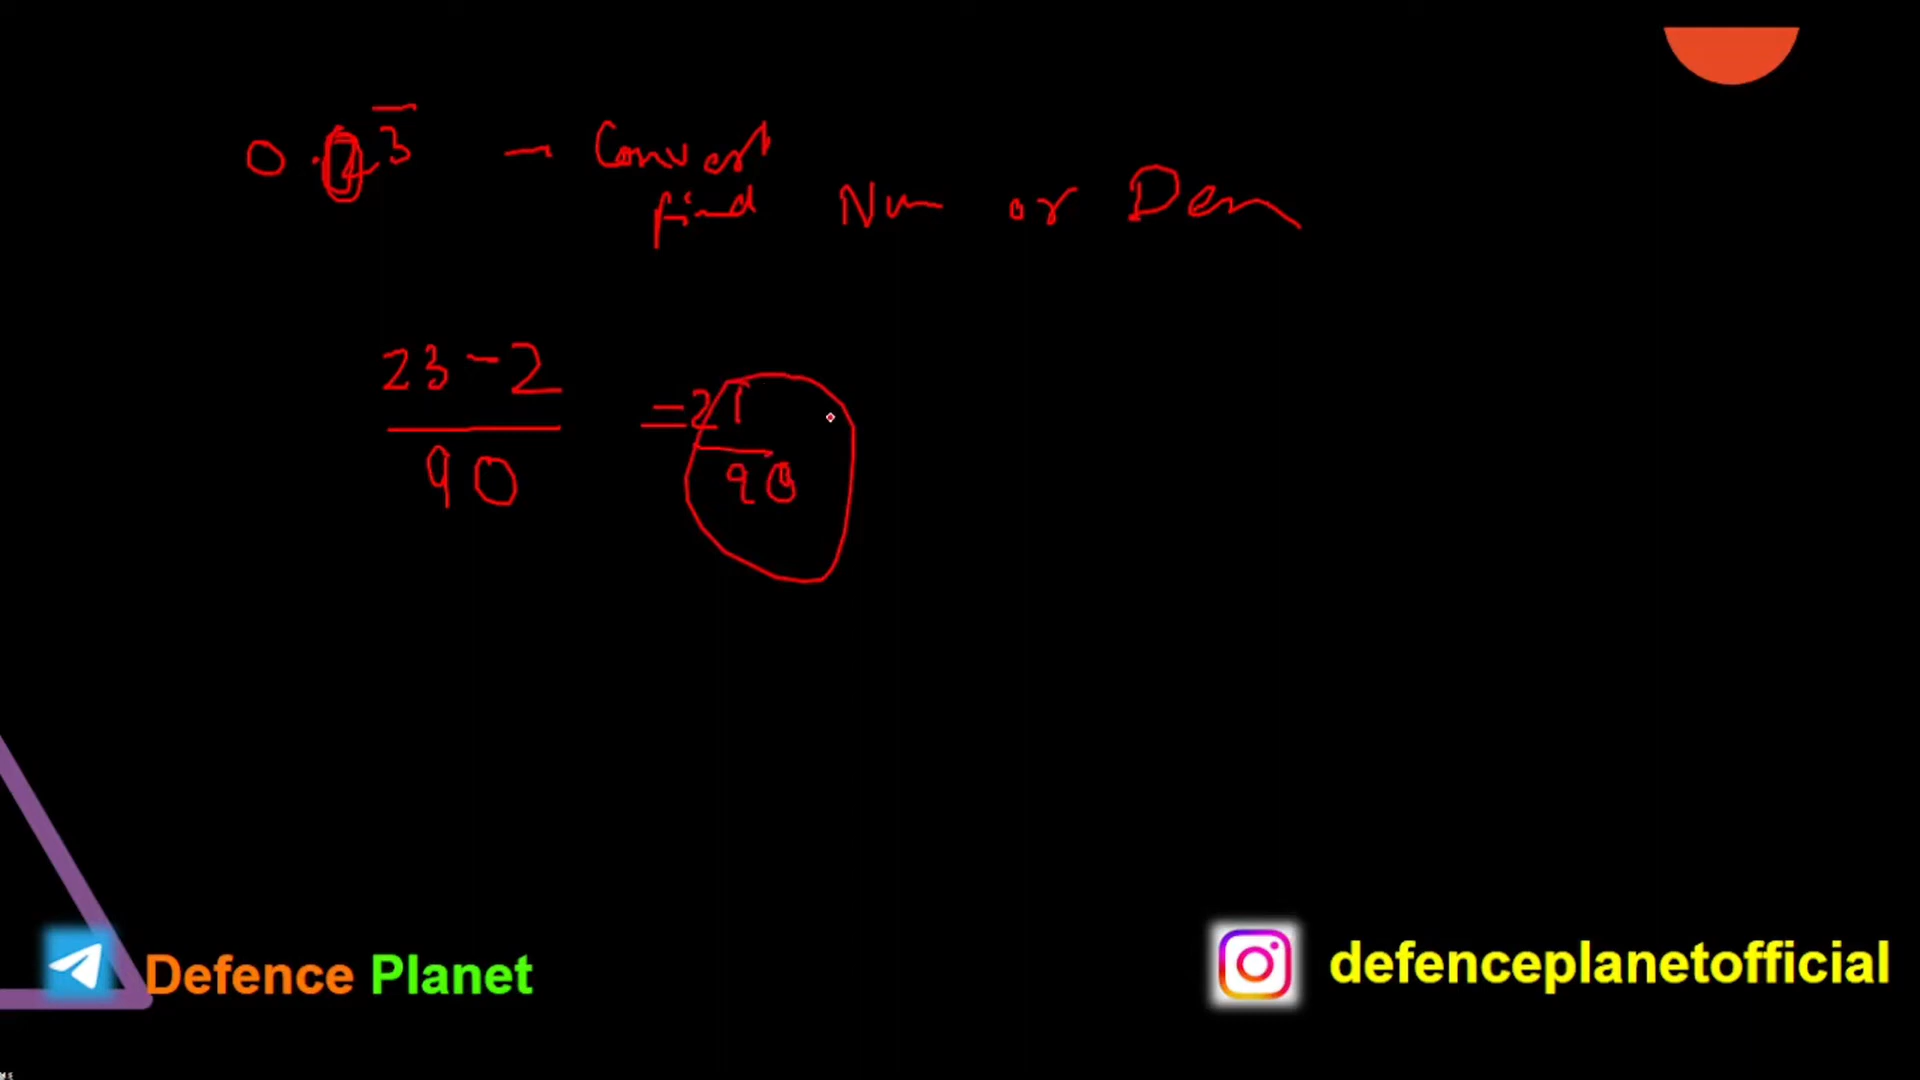 0.23̅ – Convert
find Num or Den
23-2
90
=21
90
Defence Planet
defenceplanetofficial